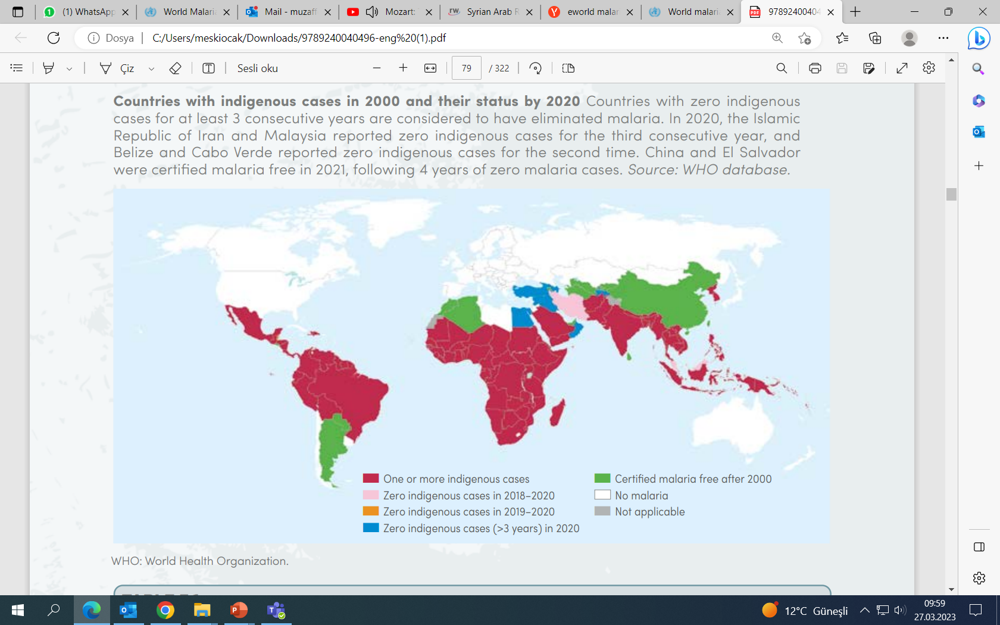 (1) WhatsApp
World Malaria
Mail - muzaff
Mozart:
Syrian Arab R
eworld malar
World malaria
97892400404
Dosya
C:/Users/meskiocak/Downloads/9789240040496-eng%20(1).pdf
Çiz
Sesli oku
79
/ 322
Countries with indigenous cases in 2000 and their status by 2020 Countries with zero indigenous
cases for at least 3 consecutive years are considered to have eliminated malaria. In 2020, the Islamic
Republic of Iran and Malaysia reported zero indigenous cases for the third consecutive year, and
Belize and Cabo Verde reported zero indigenous cases for the second time. China and El Salvador
were certified malaria free in 2021, following 4 years of zero malaria cases. Source: WHO database.
One or more indigenous cases
Zero indigenous cases in 2018–2020
Zero indigenous cases in 2019–2020
Zero indigenous cases (>3 years) in 2020
Certified malaria free after 2000
No malaria
Not applicable
WHO: World Health Organization.
12°C Güneşli
09:59
27.03.2023